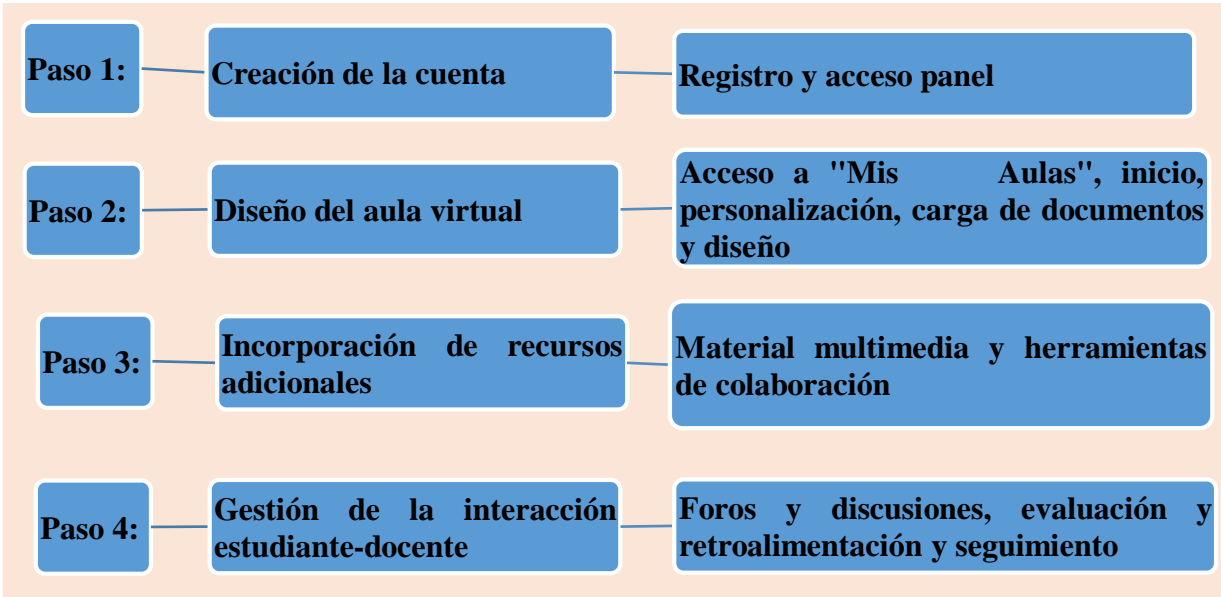 Paso 1:
Creación de la cuenta
Registro y acceso panel
Paso 2:
Diseño del aula virtual
Acceso a "Mis Aulas", inicio,
personalización, carga de documentos
y diseño
Paso 3:
Incorporación de recursos
adicionales
Material multimedia y herramientas
de colaboración
Paso 4:
Gestión de la interacción
estudiante-docente
Foros y discusiones, evaluación y
retroalimentación y seguimiento